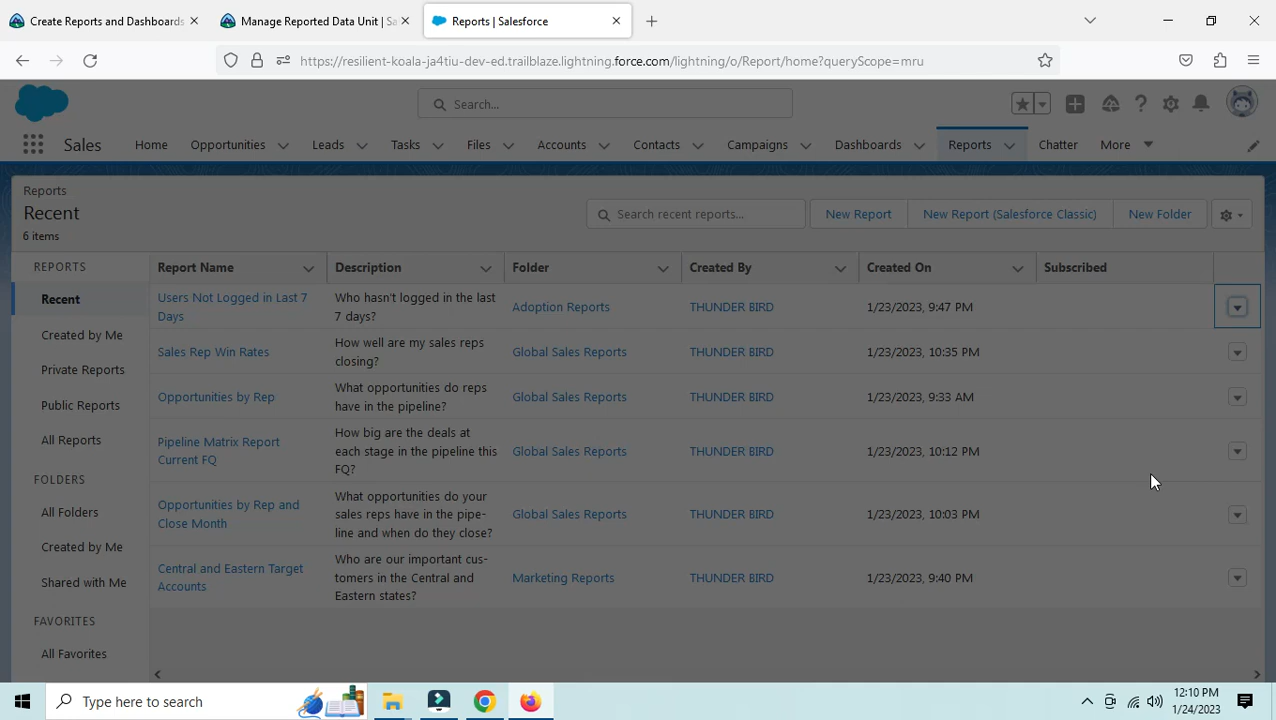 Create Reports and Dashboards
Manage Reported Data Unit | Sa
Reports | Salesforce
https://resilient-koala-ja4tiu-dev-ed.trailblaze.lightning.force.com/lightning/o/Report/home?queryScope=mru
Search...
Sales Home Opportunities Leads Tasks Files Accounts Contacts Campaigns Dashboards Reports Chatter More
Reports
Recent
6 items
Search recent reports...
New Report
New Report (Salesforce Classic)
New Folder
REPORTS
Recent
Created by Me
Private Reports
Public Reports
All Reports
FOLDERS
All Folders
Created by Me
Shared with Me
FAVORITES
All Favorites
Report Name Description Folder Created By Created On Subscribed
Users Not Logged in Last 7
Days
Who hasn't logged in the last
7 days?
Adoption Reports
THUNDER BIRD
1/23/2023, 9:47 PM
Sales Rep Win Rates
How well are my sales reps
closing?
Global Sales Reports
THUNDER BIRD
1/23/2023, 10:35 PM
Opportunities by Rep
What opportunities do reps
have in the pipeline?
Global Sales Reports
THUNDER BIRD
1/23/2023, 9:33 AM
Pipeline Matrix Report
Current FQ
How big are the deals at
each stage in the pipeline this
FQ?
Global Sales Reports
THUNDER BIRD
1/23/2023, 10:12 PM
Opportunities by Rep and
Close Month
What opportunities do your
sales reps have in the pipe-
line and when do they close?
Global Sales Reports
THUNDER BIRD
1/23/2023, 10:03 PM
Central and Eastern Target
Accounts
Who are our important cus-
tomers in the Central and
Eastern states?
Marketing Reports
THUNDER BIRD
1/23/2023, 9:40 PM
Type here to search
12:10 PM
1/24/2023